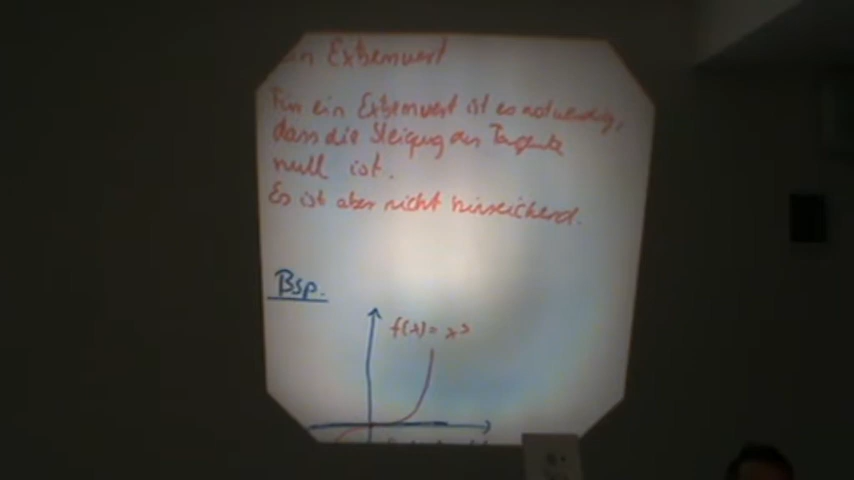 Ein Extremwert
Für ein Extremwert ist es notwendig,
dass die Steigung der Tangente
null ist.
Es ist aber nicht hinreichend.
Bsp.
f(x) = x³